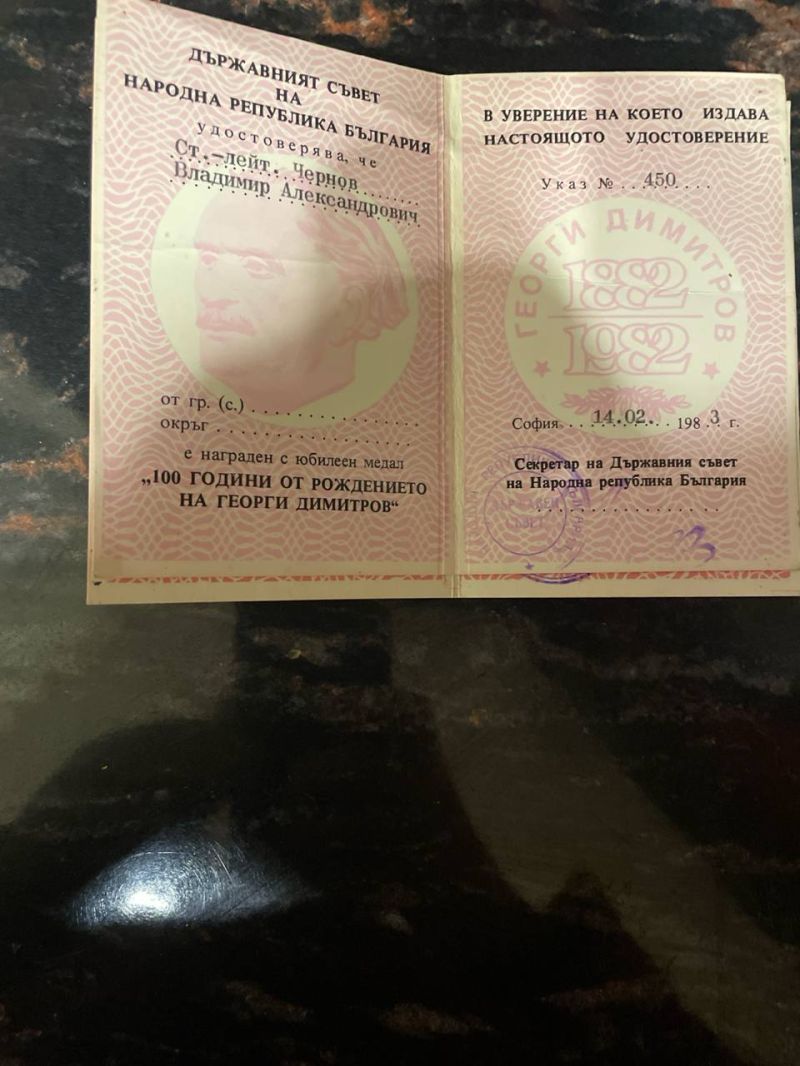 ДЪРЖАВНИЯТ СЪВЕТ
НА
НАРОДНА РЕПУБЛИКА БЪЛГАРИЯ
удостоверява, че
Ст.-лейт. Чернов
Владимир Александрович
от гр. (с.)
окръг
е награден с юбилеен медал
„100 ГОДИНИ ОТ РОЖДЕНИЕТО
НА ГЕОРГИ ДИМИТРОВ“
В УВЕРЕНИЕ НА КОЕТО ИЗДАВА
НАСТОЯЩОТО УДОСТОВЕРЕНИЕ
Указ № 450
ГЕОРГИ ДИМИТРОВ
1882
1982
София 14.02. 1983 г.
Секретар на Държавния съвет
на Народна република България